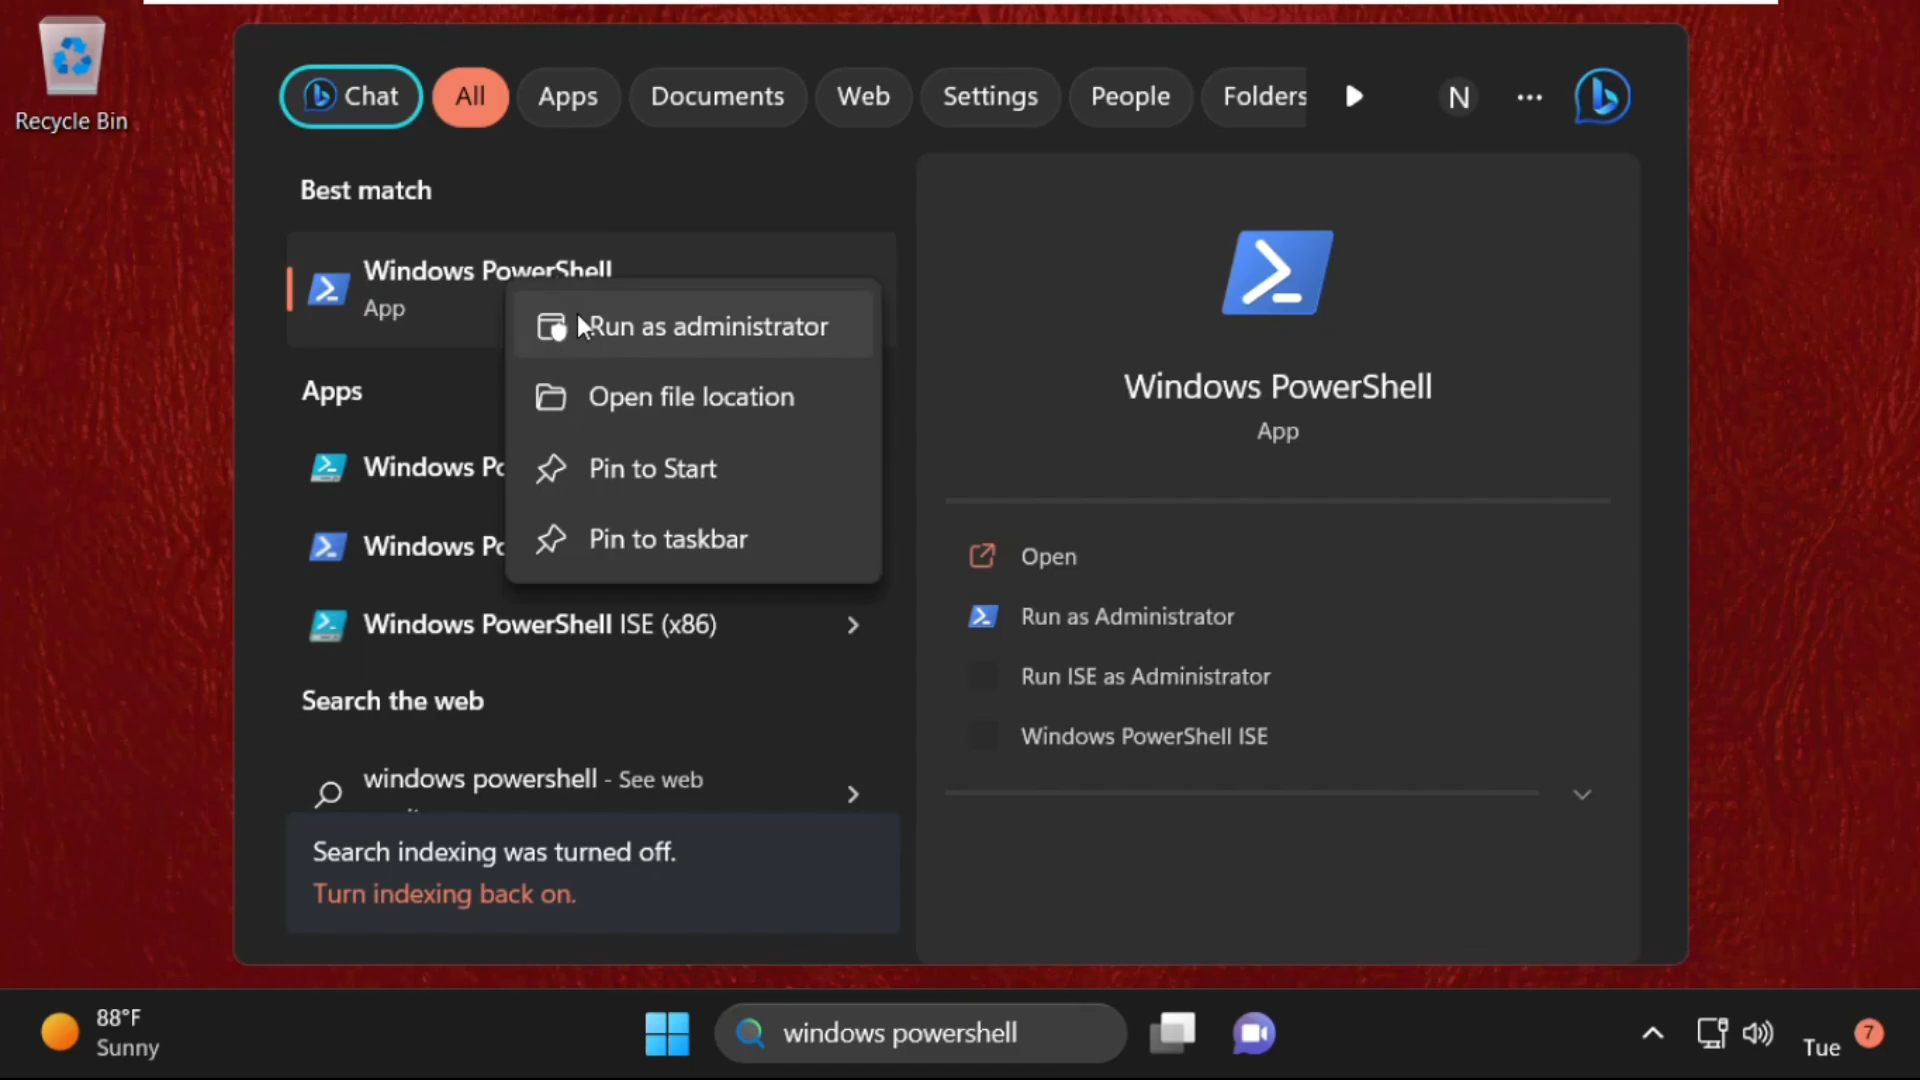 Recycle Bin
Chat
All
Apps
Documents
Web
Settings
People
Folders
N
Best match
Windows PowerShell
App
Run as administrator
Open file location
Pin to Start
Pin to taskbar
Apps
Windows Po
Windows Po
Windows PowerShell ISE (x86)
Search the web
windows powershell - See web
Search indexing was turned off.
Turn indexing back on.
Windows PowerShell
App
Open
Run as Administrator
Run ISE as Administrator
Windows PowerShell ISE
88°F
Sunny
windows powershell
Tue
7